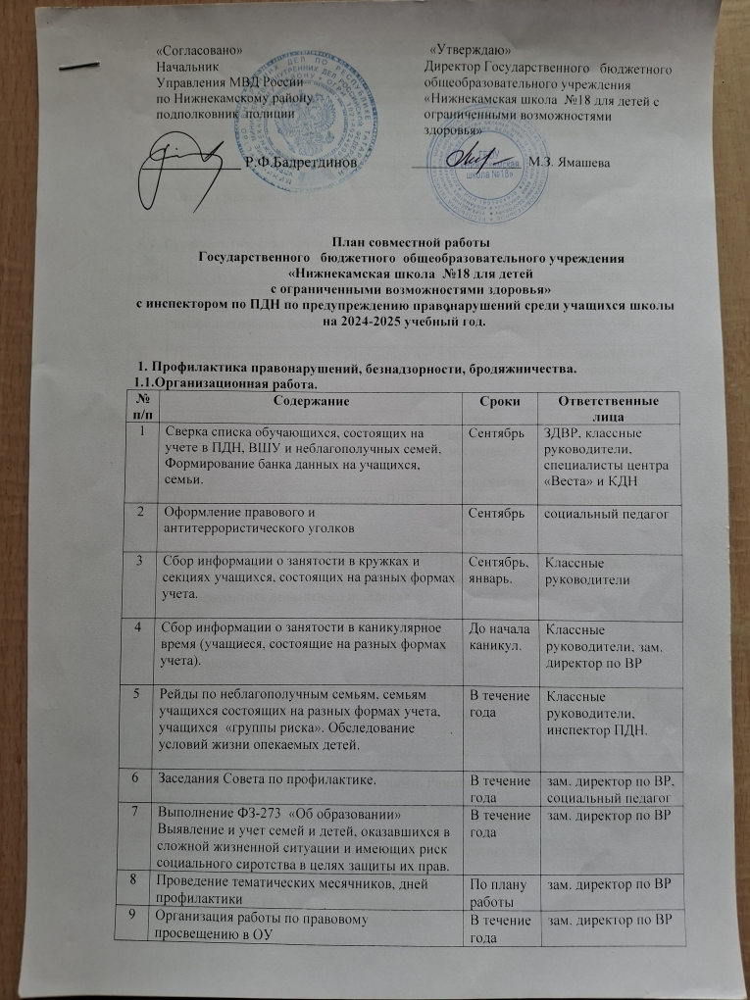 «Согласовано»
Начальник
Управления МВД России
по Нижнекамскому району
подполковник полиции
Р.Ф.Бадретдинов
«Утверждаю»
Директор Государственного бюджетного
общеобразовательного учреждения
«Нижнекамская школа №18 для детей с
ограниченными возможностями
здоровья»
М.З. Ямашева
школа №18»
План совместной работы
Государственного бюджетного общеобразовательного учреждения
«Нижнекамская школа №18 для детей
с ограниченными возможностями здоровья»
с инспектором по ПДН по предупреждению правонарушений среди учащихся школы
на 2024-2025 учебный год.
1. Профилактика правонарушений, безнадзорности, бродяжничества.
1.1.Организационная работа.
№ Содержание Сроки Ответственные
п/п лица
1 Сверка списка обучающихся, состоящих на Сентябрь ЗДВР, классные
учете в ПДН, ВШУ и неблагополучных семей. руководители,
Формирование банка данных на учащихся, специалисты центра
семьи. «Веста» и КДН
2 Оформление правового и Сентябрь социальный педагог
антитеррористического уголков
3 Сбор информации о занятости в кружках и Сентябрь, Классные
секциях учащихся, состоящих на разных формах январь. руководители
учета.
4 Сбор информации о занятости в каникулярное До начала Классные
время (учащиеся, состоящие на разных формах каникул. руководители, зам.
учета). директор по ВР
5 Рейды по неблагополучным семьям, семьям В течение Классные
учащихся состоящих на разных формах учета, года руководители,
учащихся «группы риска». Обследование инспектор ПДН.
условий жизни опекаемых детей.
6 Заседания Совета по профилактике. В течение зам. директор по ВР,
года социальный педагог
7 Выполнение ФЗ-273 «Об образовании» В течение зам. директор по ВР
Выявление и учет семей и детей, оказавшихся в года
сложной жизненной ситуации и имеющих риск
социального сиротства в целях защиты их прав.
8 Проведение тематических месячников, дней По плану зам. директор по ВР
профилактики работы
9 Организация работы по правовому В течение зам. директор по ВР
просвещению в ОУ года